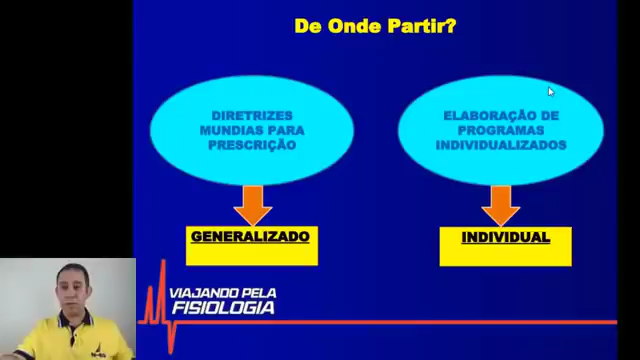 De Onde Partir?
DIRETRIZES
MUNDIAS PARA
PRESCRIÇÃO
ELABORAÇÃO DE
PROGRAMAS
INDIVIDUALIZADOS
GENERALIZADO
INDIVIDUAL
VIAJANDO PELA
FISIOLOGIA